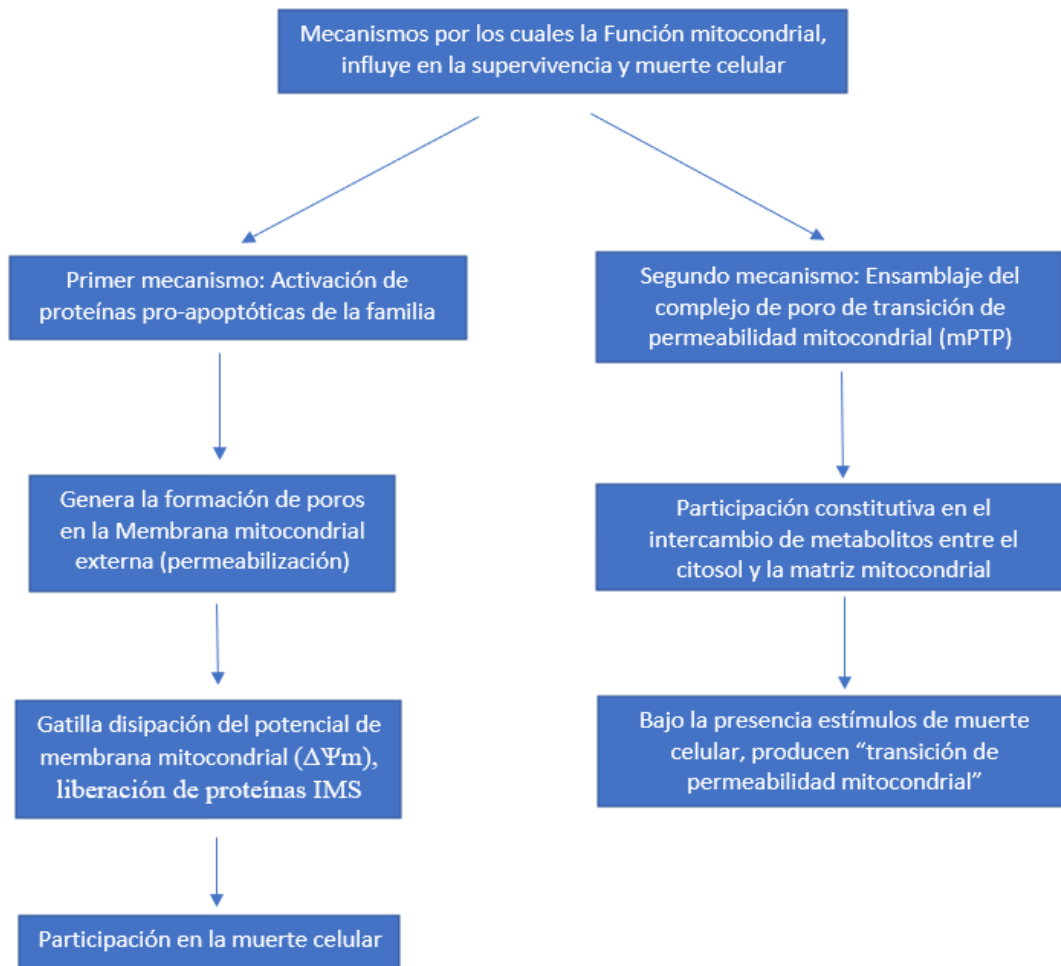 Mecanismos por los cuales la Función mitocondrial,
influye en la supervivencia y muerte celular
Primer mecanismo: Activación de
proteínas pro-apoptóticas de la familia
Genera la formación de poros
en la Membrana mitocondrial
externa (permeabilización)
Gatilla disipación del potencial de
membrana mitocondrial (ΔΨm),
liberación de proteínas IMS
Participación en la muerte celular
Segundo mecanismo: Ensamblaje del
complejo de poro de transición de
permeabilidad mitocondrial (mPTP)
Participación constitutiva en el
intercambio de metabolitos entre el
citosol y la matriz mitocondrial
Bajo la presencia estímulos de muerte
celular, producen “transición de
permeabilidad mitocondrial”